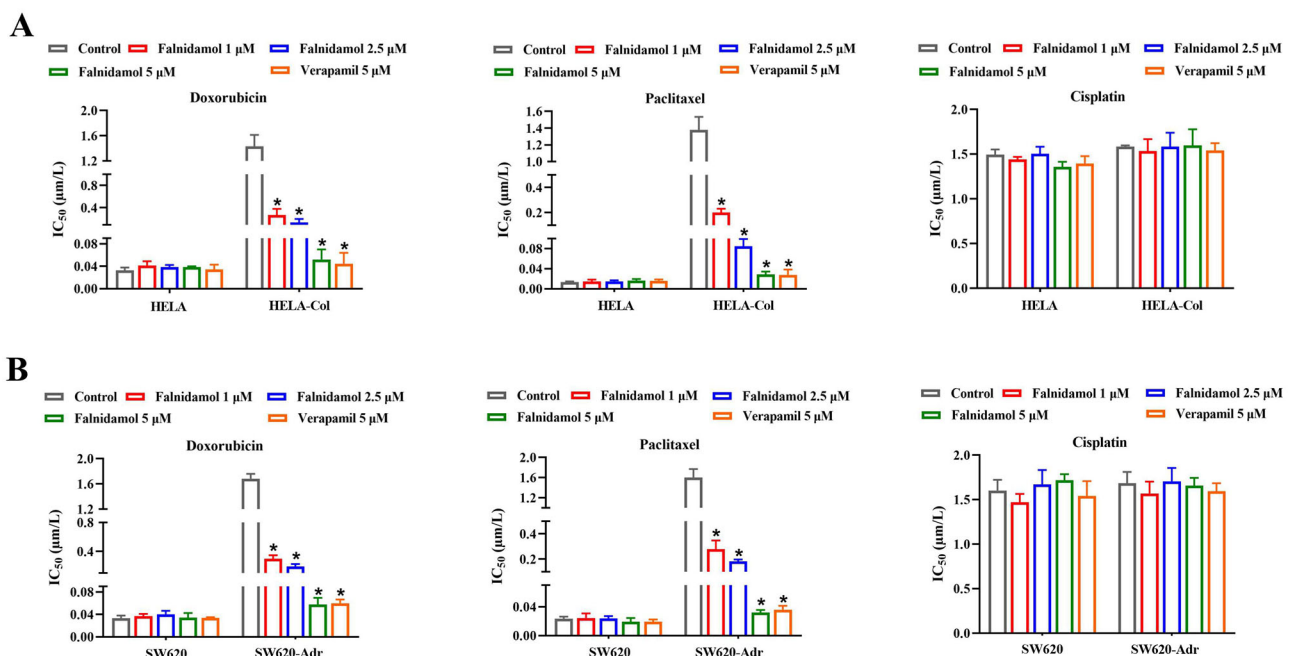 A
Control Falnidamol 1 μM Falnidamol 2.5 μM
Falnidamol 5 μM Verapamil 5 μM
Doxorubicin
IC50 (μm/L)
2.0
1.6
1.2
0.8
0.4
0.08
0.04
0.00
* * * *
HELA HELA-Col
Control Falnidamol 1 μM Falnidamol 2.5 μM
Falnidamol 5 μM Verapamil 5 μM
Paclitaxel
IC50 (μm/L)
1.6
1.4
1.2
1.0
0.4
0.2
0.08
0.04
0.00
* * * *
HELA HELA-Col
Control Falnidamol 1 μM Falnidamol 2.5 μM
Falnidamol 5 μM Verapamil 5 μM
Cisplatin
IC50 (μm/L)
2.0
1.5
1.0
0.5
0.0
HELA HELA-Col
B
Control Falnidamol 1 μM Falnidamol 2.5 μM
Falnidamol 5 μM Verapamil 5 μM
Doxorubicin
IC50 (μm/L)
2.0
1.6
1.2
0.8
0.4
0.08
0.04
0.00
* * * *
SW620 SW620-Adr
Control Falnidamol 1 μM Falnidamol 2.5 μM
Falnidamol 5 μM Verapamil 5 μM
Paclitaxel
IC50 (μm/L)
2.0
1.6
1.2
0.4
0.2
0.04
0.00
* * * *
SW620 SW620-Adr
Control Falnidamol 1 μM Falnidamol 2.5 μM
Falnidamol 5 μM Verapamil 5 μM
Cisplatin
IC50 (μm/L)
2.0
1.5
1.0
0.5
0.0
SW620 SW620-Adr